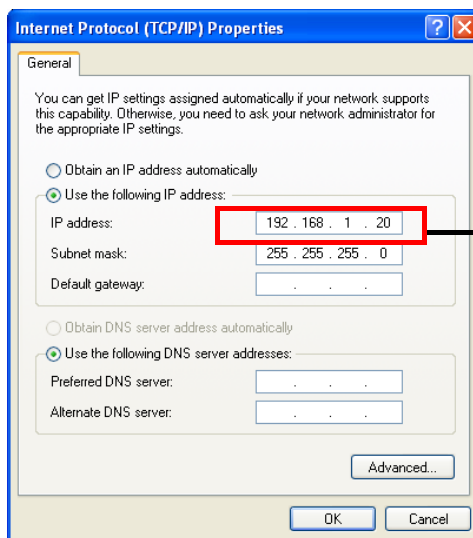 Internet Protocol (TCP/IP) Properties
General
You can get IP settings assigned automatically if your network supports
this capability. Otherwise, you need to ask your network administrator for
the appropriate IP settings.
Obtain an IP address automatically
Use the following IP address:
IP address: 192 . 168 . 1 . 20
Subnet mask: 255 . 255 . 255 . 0
Default gateway: . . .
Obtain DNS server address automatically
Use the following DNS server addresses:
Preferred DNS server: . . .
Alternate DNS server: . . .
Advanced...
OK Cancel